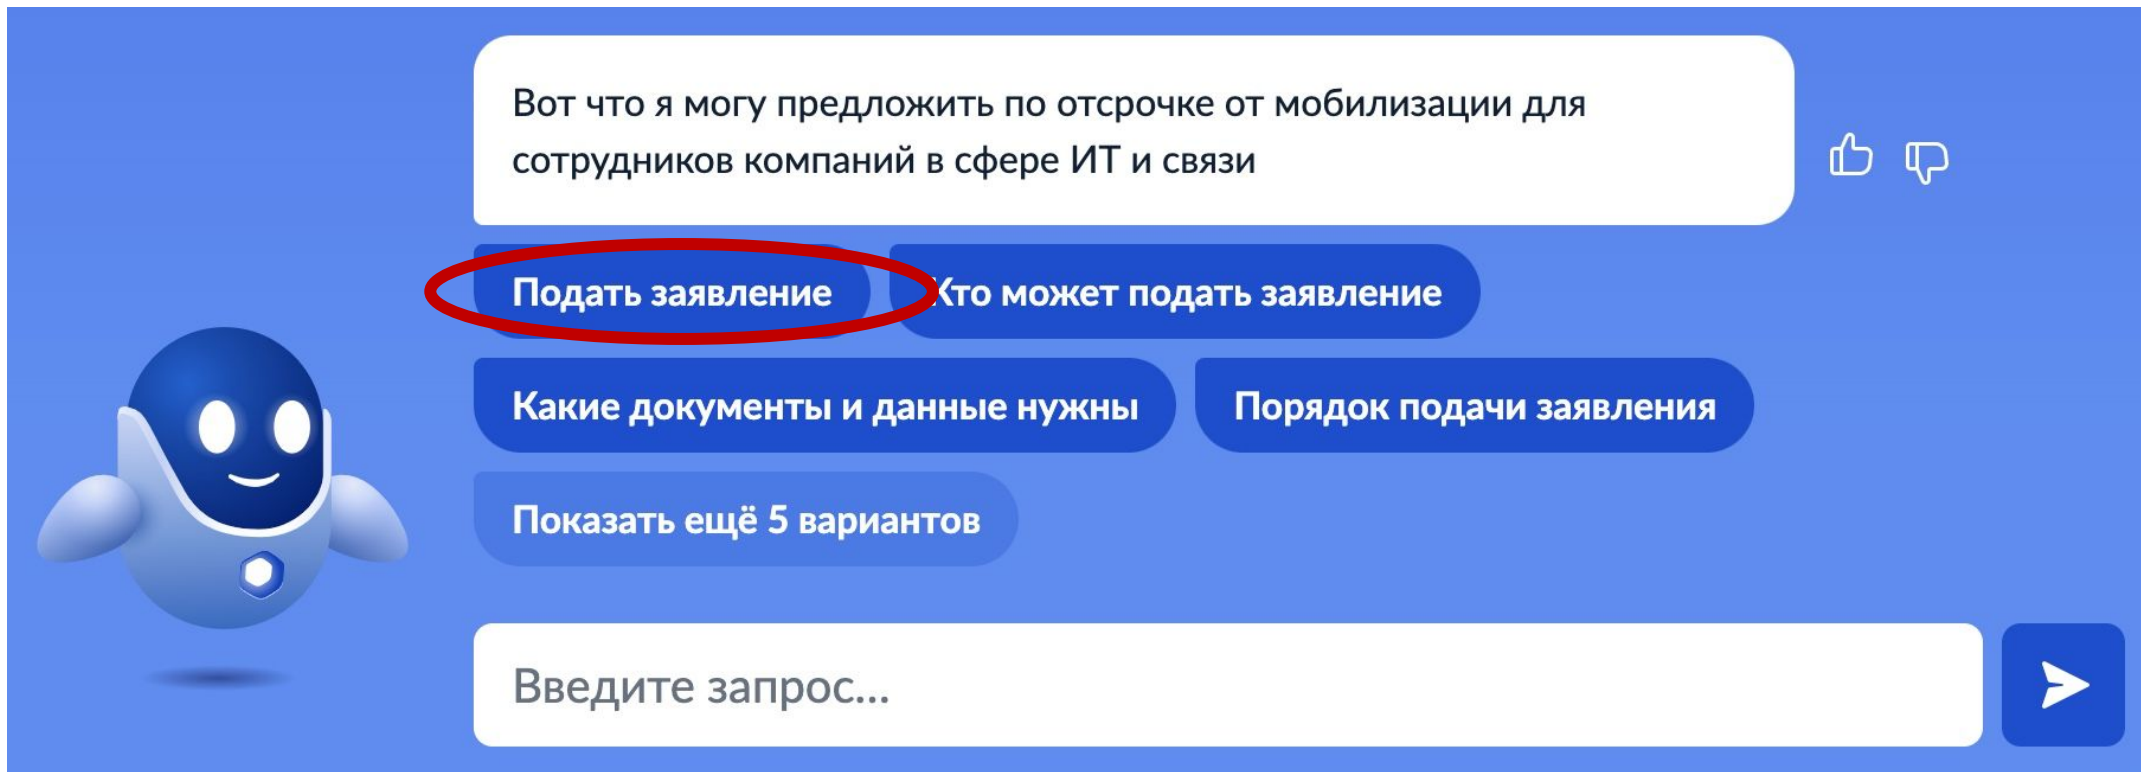 Вот что я могу предложить по отсрочке от мобилизации для
сотрудников компаний в сфере ИТ и связи
Подать заявление
Кто может подать заявление
Какие документы и данные нужны
Порядок подачи заявления
Показать ещё 5 вариантов
Введите запрос...